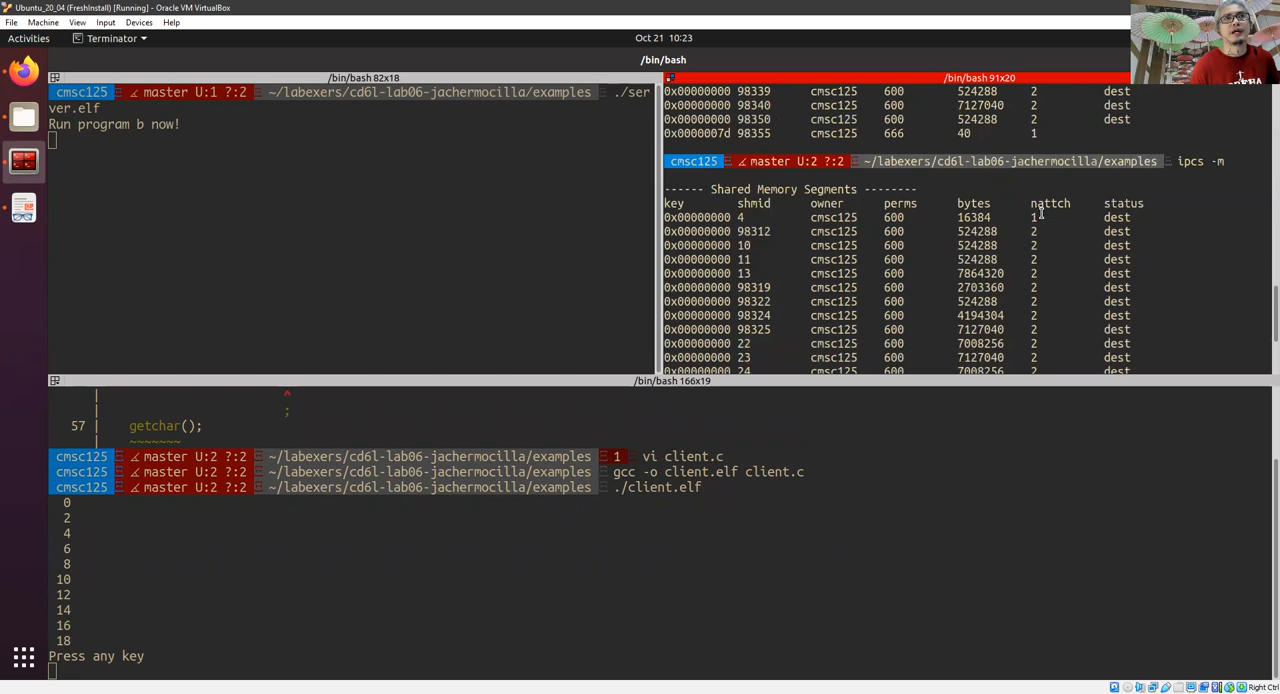 Ubuntu_20_04 (FreshInstall) [Running] - Oracle VM VirtualBox
File Machine View Input Devices Help
Activities Terminator Oct 21 10:23
/bin/bash
/bin/bash 82x18
cmsc125 master U:1 ?:2 ~/labexers/cd6l-lab06-jachermocilla/examples ./ser
ver.elf
Run program b now!
/bin/bash 91x20
0x00000000 98339 cmsc125 600 524288 2 dest
0x00000000 98340 cmsc125 600 7127040 2 dest
0x00000000 98350 cmsc125 600 524288 2 dest
0x0000007d 98355 cmsc125 666 40 1
cmsc125 master U:2 ?:2 ~/labexers/cd6l-lab06-jachermocilla/examples ipcs -m
------ Shared Memory Segments --------
key shmid owner perms bytes nattch status
0x00000000 4 cmsc125 600 16384 1 dest
0x00000000 98312 cmsc125 600 524288 2 dest
0x00000000 10 cmsc125 600 524288 2 dest
0x00000000 11 cmsc125 600 524288 2 dest
0x00000000 13 cmsc125 600 7864320 2 dest
0x00000000 98319 cmsc125 600 2703360 2 dest
0x00000000 98322 cmsc125 600 524288 2 dest
0x00000000 98324 cmsc125 600 4194304 2 dest
0x00000000 98325 cmsc125 600 7127040 2 dest
0x00000000 22 cmsc125 600 7008256 2 dest
0x00000000 23 cmsc125 600 7127040 2 dest
0x00000000 24 cmsc125 600 7008256 2 dest
/bin/bash 166x19
| ^
| ;
57 | getchar();
| ~~~~~~~
cmsc125 master U:2 ?:2 ~/labexers/cd6l-lab06-jachermocilla/examples 1 vi client.c
cmsc125 master U:2 ?:2 ~/labexers/cd6l-lab06-jachermocilla/examples gcc -o client.elf client.c
cmsc125 master U:2 ?:2 ~/labexers/cd6l-lab06-jachermocilla/examples ./client.elf
0
2
4
6
8
10
12
14
16
18
Press any key
Right Ctrl